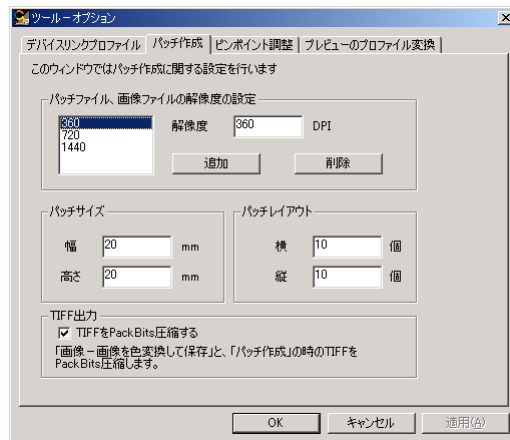 ツール－オプション
デバイスリンクプロファイル パッチ作成 ピンポイント調整 プレビューのプロファイル変換
このウィンドウではパッチ作成に関する設定を行います
パッチファイル、画像ファイルの解像度の設定
360
720
1440
解像度 360 DPI
追加 削除
パッチサイズ
幅 20 mm
高さ 20 mm
パッチレイアウト
横 10 個
縦 10 個
TIFF出力
TIFFをPackBits圧縮する
「画像－画像を色変換して保存」と、「パッチ作成」の時のTIFFを
PackBits圧縮します。
OK キャンセル 適用(A)